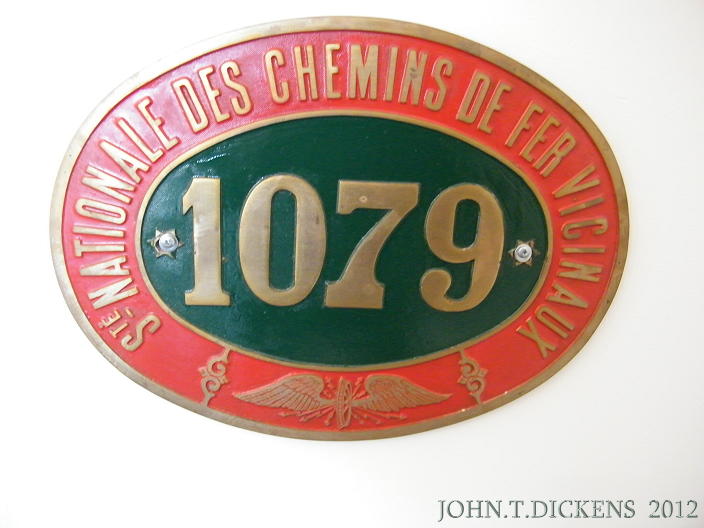 STÉ NATIONALE DES CHEMINS DE FER VICINAUX
1079
JOHN.T.DICKENS 2012